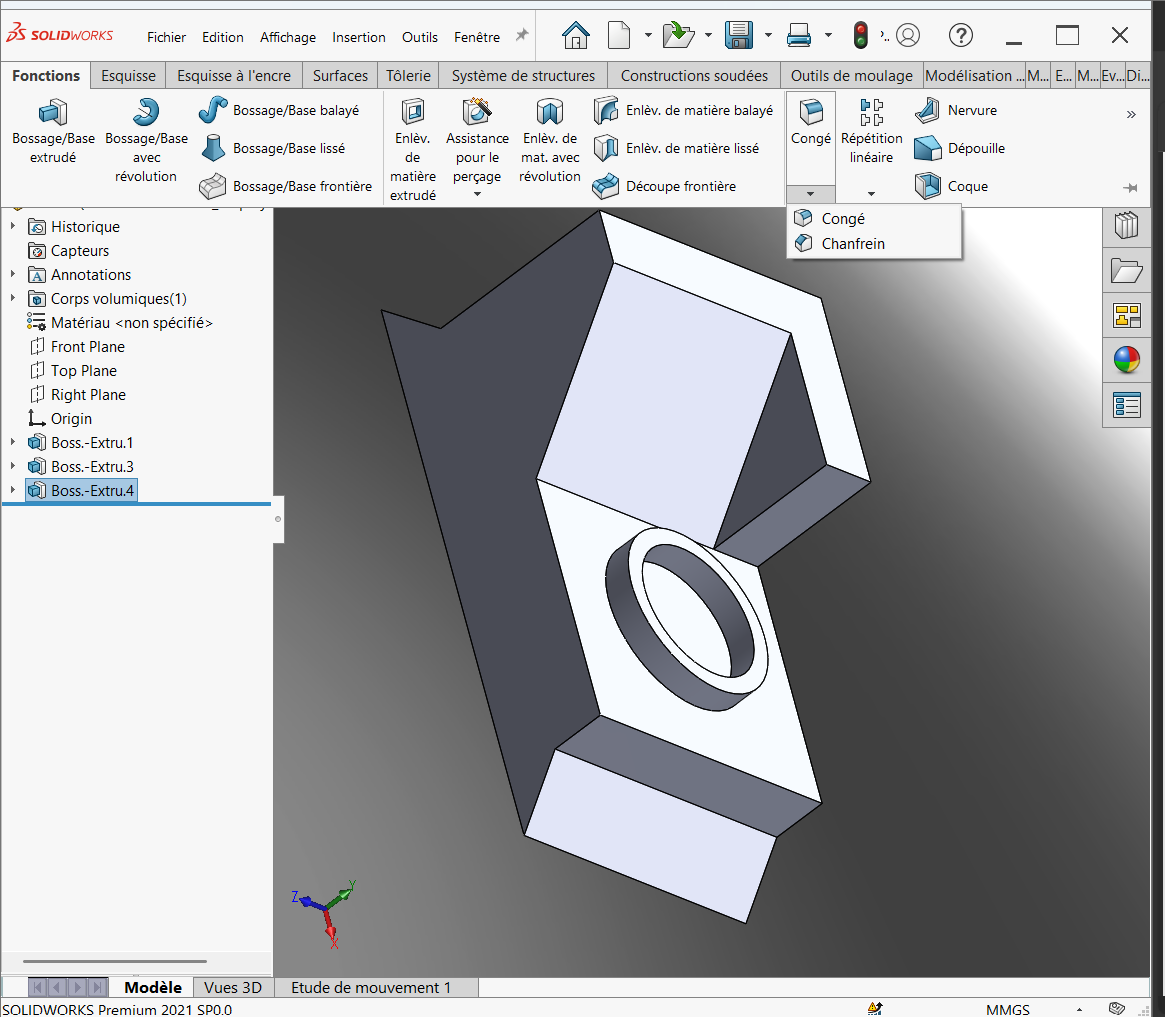 SOLIDWORKS Fichier Edition Affichage Insertion Outils Fenêtre
Fonctions Esquisse Esquisse à l'encre Surfaces Tôlerie Système de structures Constructions soudées Outils de moulage Modélisation ... M... E... M... Ev... Di...
Bossage/Base
extrudé
Bossage/Base
avec
révolution
Bossage/Base balayé
Bossage/Base lissé
Bossage/Base frontière
Enlèv.
de
matière
extrudé
Assistance
pour le
perçage
Enlèv. de
mat. avec
révolution
Enlèv. de matière balayé
Enlèv. de matière lissé
Découpe frontière
Congé
Répétition
linéaire
Nervure
Dépouille
Coque
»
Congé
Chanfrein
Historique
Capteurs
Annotations
Corps volumiques(1)
Matériau <non spécifié>
Front Plane
Top Plane
Right Plane
Origin
Boss.-Extru.1
Boss.-Extru.3
Boss.-Extru.4
Z
Y
X
Modèle Vues 3D Etude de mouvement 1
SOLIDWORKS Premium 2021 SP0.0 MMGS